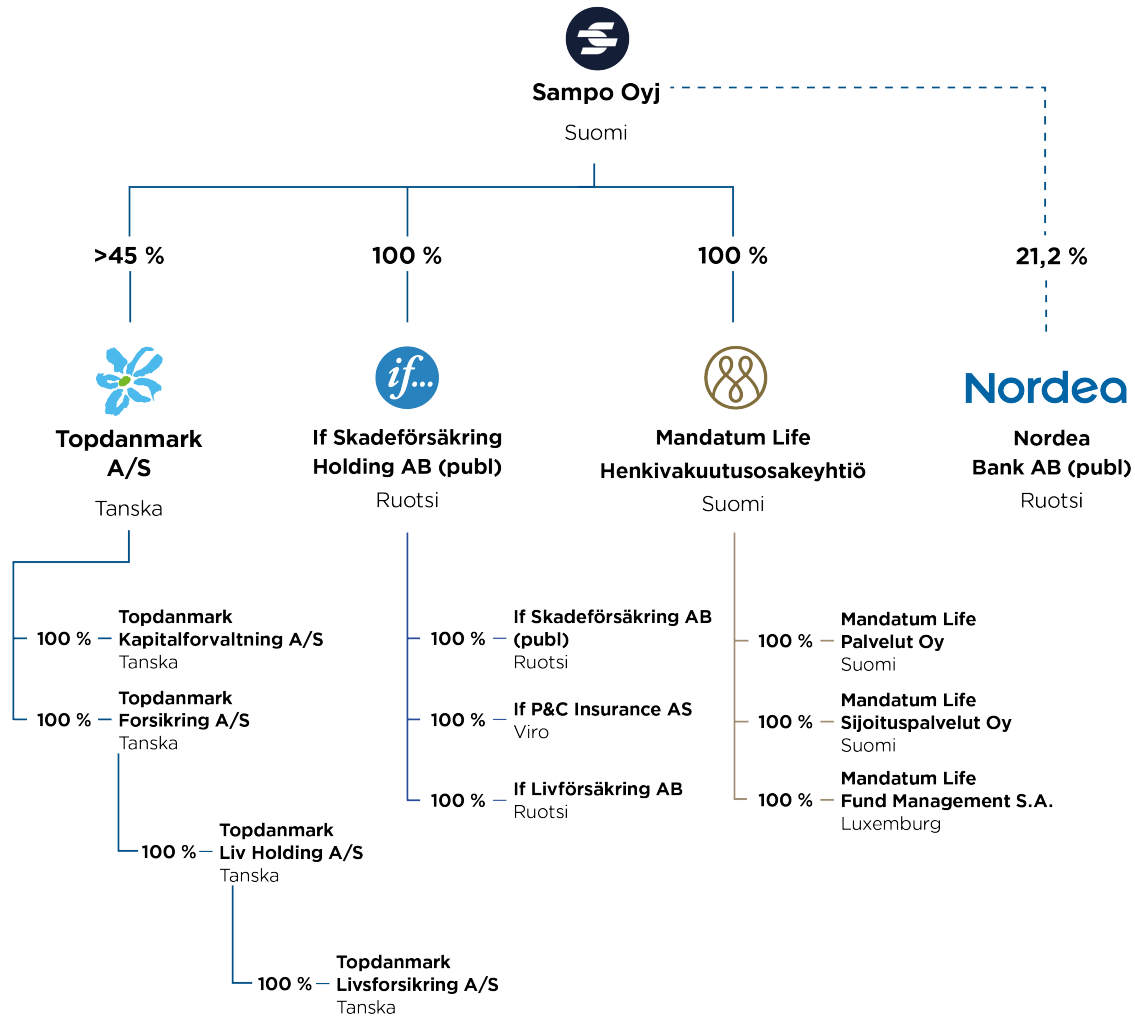 Sampo Oyj
Suomi
>45 %
100 %
100 %
21,2 %
if...
Nordea
Topdanmark
A/S
Tanska
If Skadeförsäkring
Holding AB (publ)
Ruotsi
Mandatum Life
Henkivakuutusosakeyhtiö
Suomi
Nordea
Bank AB (publ)
Ruotsi
100 %
Topdanmark
Kapitalforvaltning A/S
Tanska
100 %
Topdanmark
Forsikring A/S
Tanska
100 %
Topdanmark
Liv Holding A/S
Tanska
100 %
Topdanmark
Livsforsikring A/S
Tanska
100 %
If Skadeförsäkring AB
(publ)
Ruotsi
100 %
If P&C Insurance AS
Viro
100 %
If Livförsäkring AB
Ruotsi
100 %
Mandatum Life
Palvelut Oy
Suomi
100 %
Mandatum Life
Sijoituspalvelut Oy
Suomi
100 %
Mandatum Life
Fund Management S.A.
Luxemburg